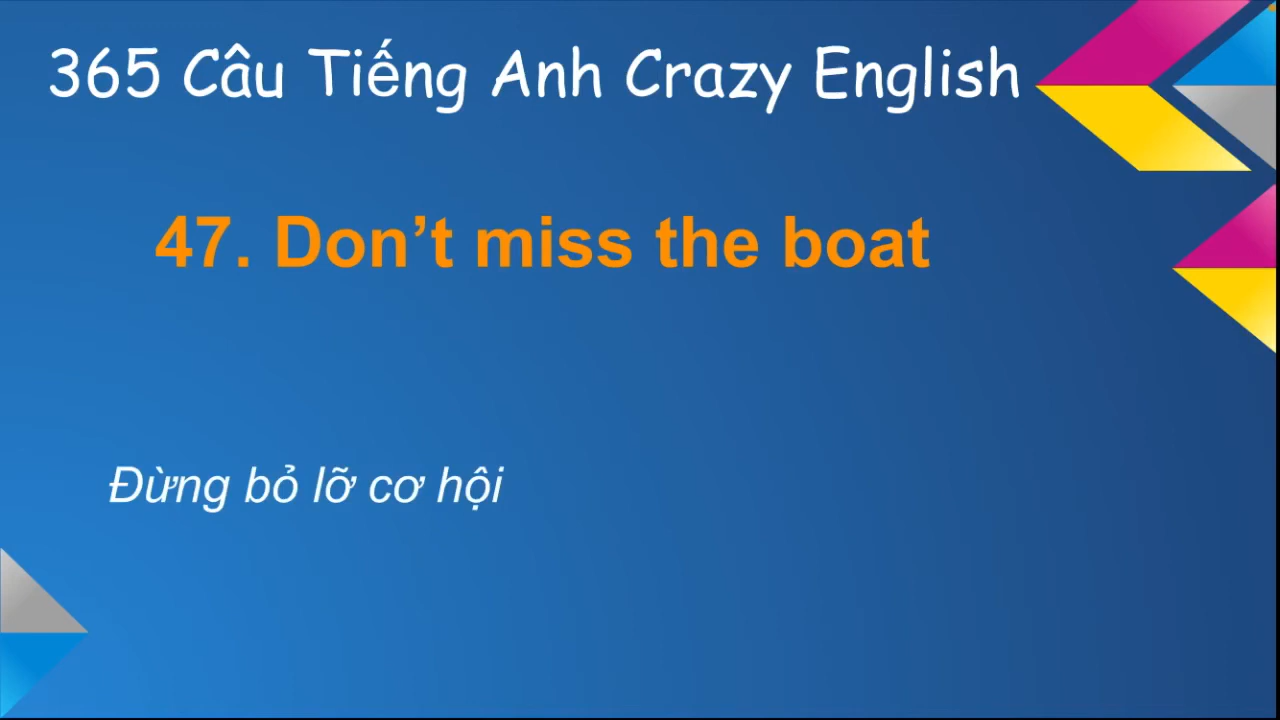 365 Câu Tiếng Anh Crazy English
47. Don’t miss the boat
Đừng bỏ lỡ cơ hội